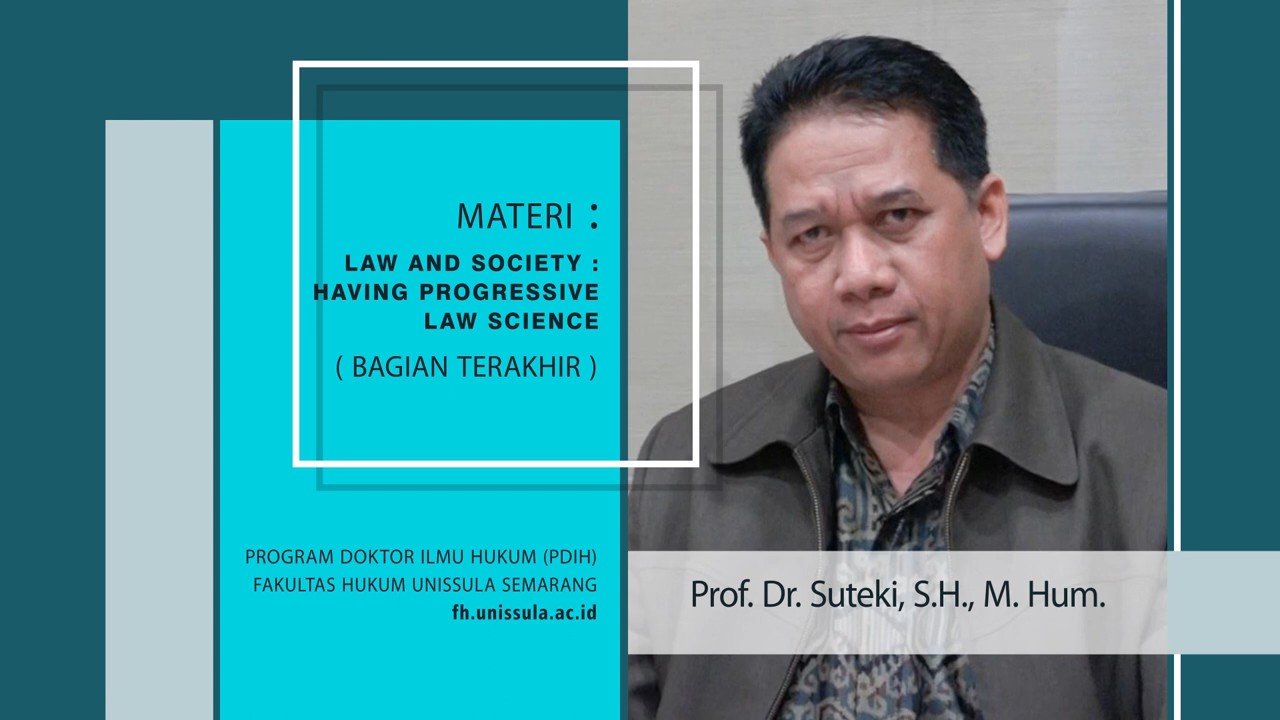 MATERI :
LAW AND SOCIETY :
HAVING PROGRESSIVE
LAW SCIENCE
( BAGIAN TERAKHIR )
PROGRAM DOKTOR ILMU HUKUM (PDIH)
FAKULTAS HUKUM UNISSULA SEMARANG
fh.unissula.ac.id
Prof. Dr. Suteki, S.H., M. Hum.